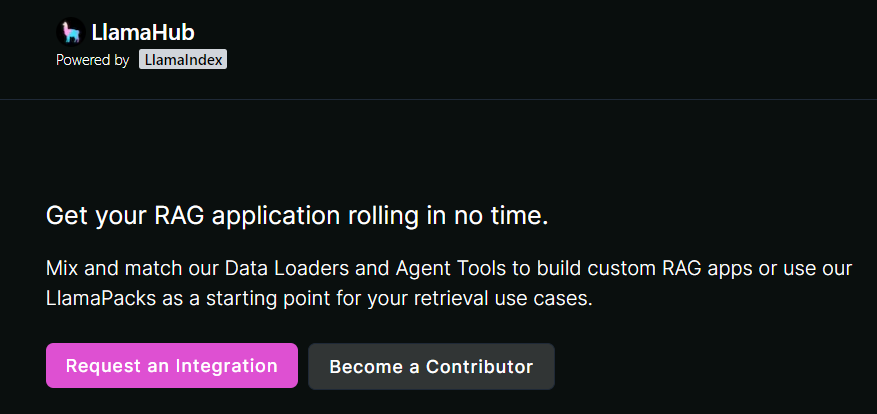 LlamaHub
Powered by LlamaIndex
Get your RAG application rolling in no time.
Mix and match our Data Loaders and Agent Tools to build custom RAG apps or use our
LlamaPacks as a starting point for your retrieval use cases.
Request an Integration
Become a Contributor